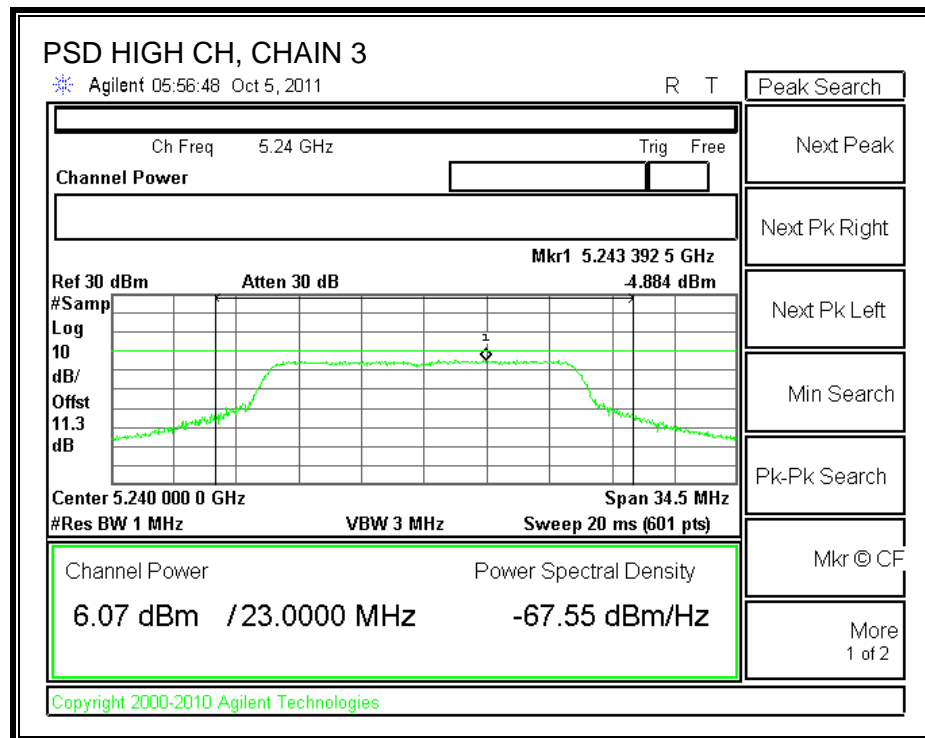 PSD HIGH CH, CHAIN 3
Agilent 05:56:48 Oct 5, 2011 R T
Peak Search
Ch Freq 5.24 GHz Trig Free
Channel Power
Mkr1 5.243 392 5 GHz
Ref 30 dBm Atten 30 dB -4.884 dBm
#Samp
Log
10
dB/
Offst
11.3
dB
1
Center 5.240 000 0 GHz Span 34.5 MHz
#Res BW 1 MHz VBW 3 MHz Sweep 20 ms (601 pts)
Channel Power Power Spectral Density
6.07 dBm / 23.0000 MHz -67.55 dBm/Hz
Next Peak
Next Pk Right
Next Pk Left
Min Search
Pk-Pk Search
Mkr © CF
More
1 of 2
Copyright 2000-2010 Agilent Technologies